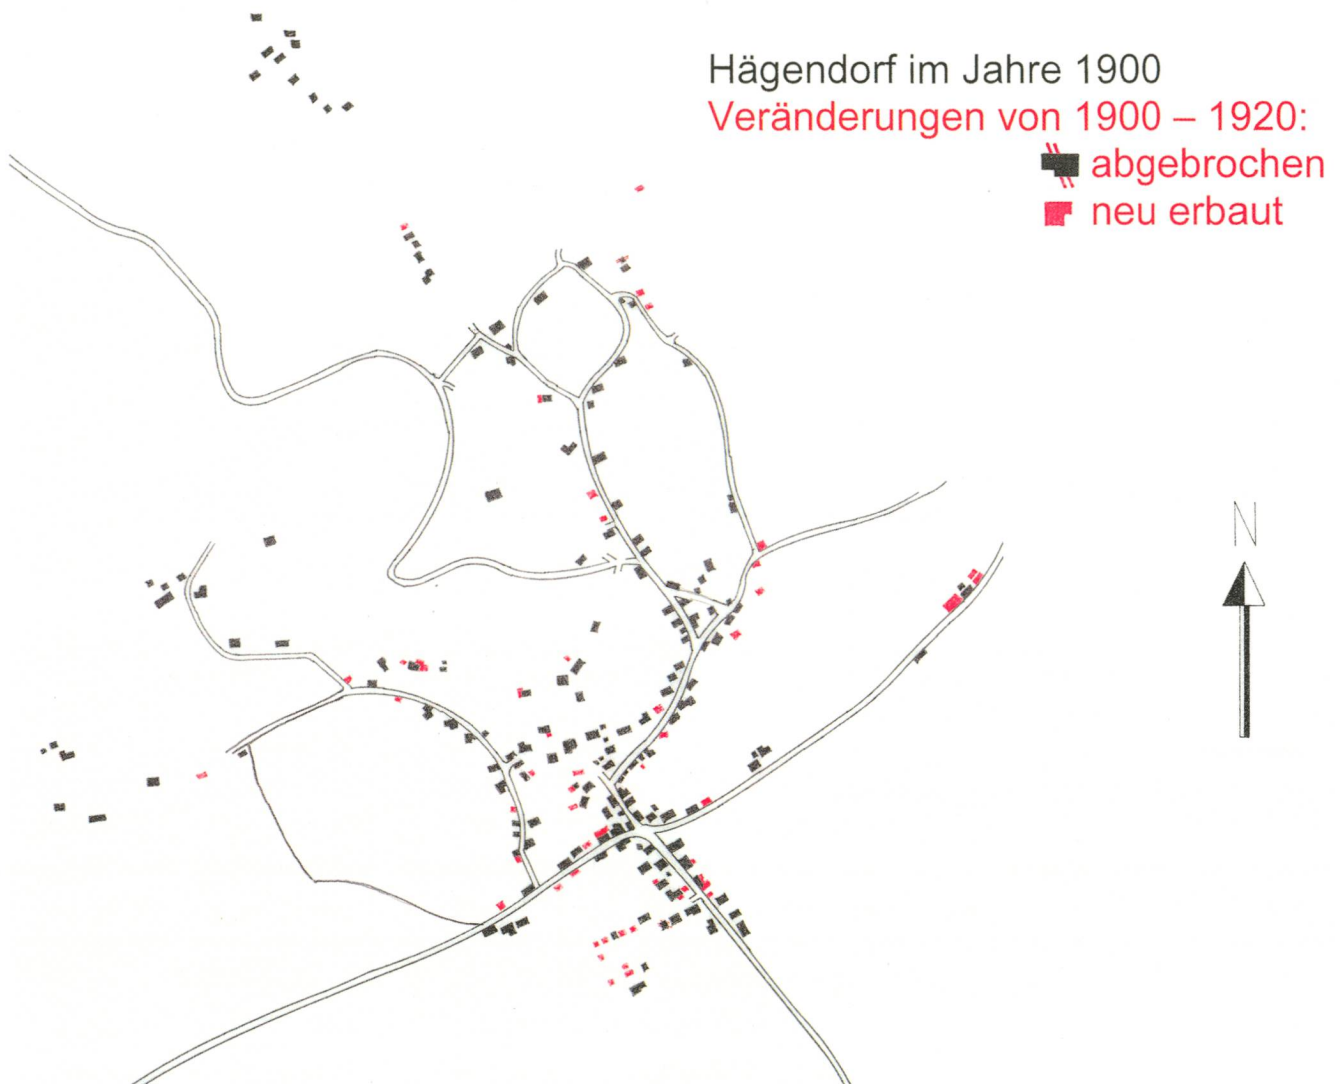 Hägendorf im Jahre 1900
Veränderungen von 1900 – 1920:
abgebrochen
neu erbaut
N